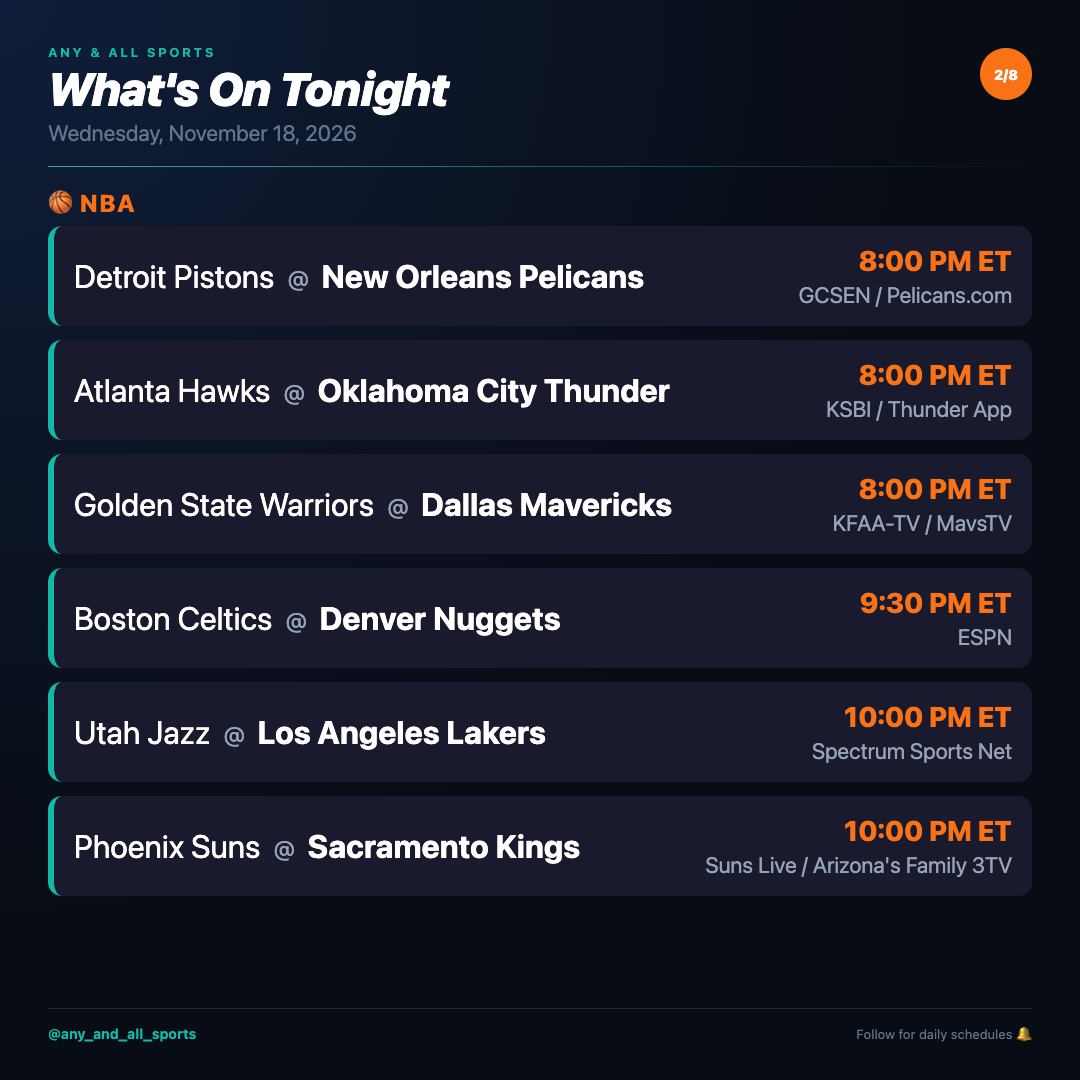 ANY & ALL SPORTS
What's On Tonight
2/8
Wednesday, November 18, 2026
🏀 NBA
Detroit Pistons @ New Orleans Pelicans
8:00 PM ET
GCSEN / Pelicans.com
Atlanta Hawks @ Oklahoma City Thunder
8:00 PM ET
KSBI / Thunder App
Golden State Warriors @ Dallas Mavericks
8:00 PM ET
KFAA-TV / MavsTV
Boston Celtics @ Denver Nuggets
9:30 PM ET
ESPN
Utah Jazz @ Los Angeles Lakers
10:00 PM ET
Spectrum Sports Net
Phoenix Suns @ Sacramento Kings
10:00 PM ET
Suns Live / Arizona's Family 3TV
@any_and_all_sports
Follow for daily schedules 🔔